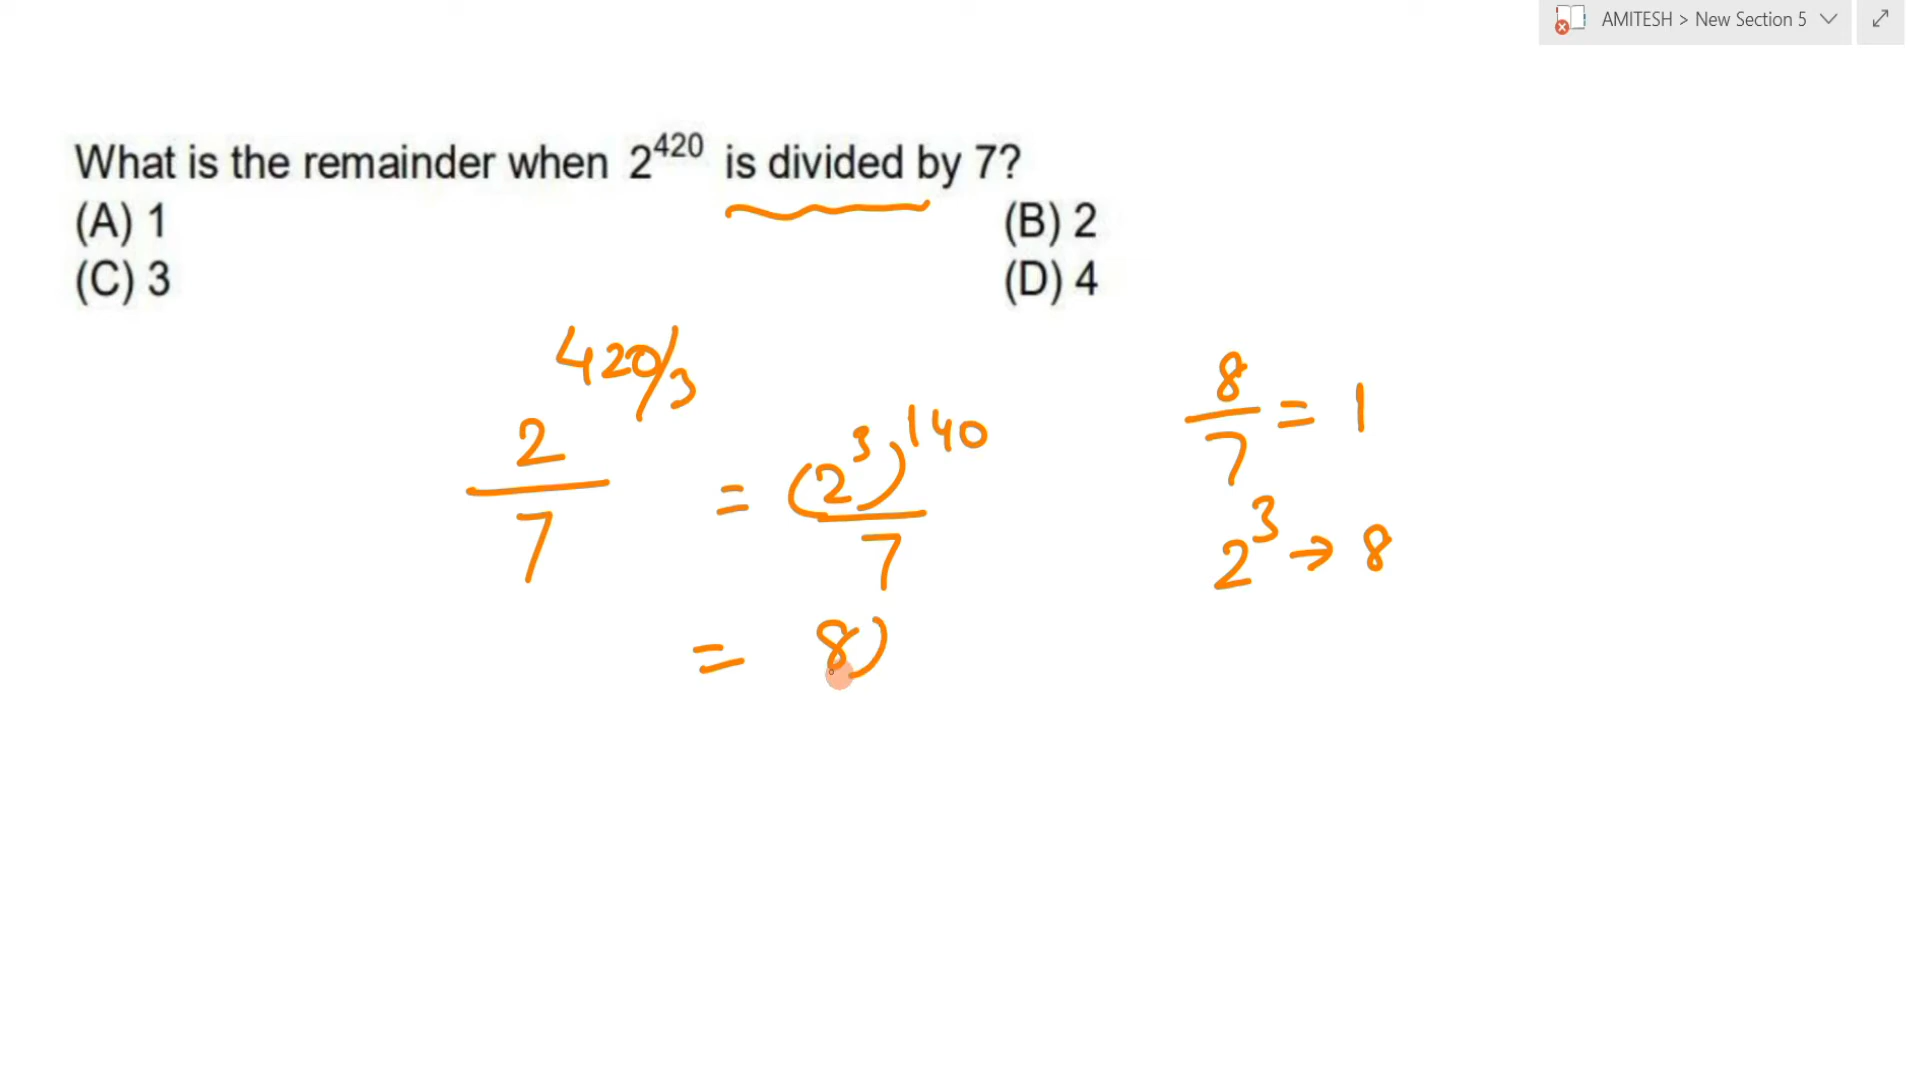 AMITESH > New Section 5
What is the remainder when 2^420 is divided by 7?
(A) 1 (B) 2
(C) 3 (D) 4
2^420/3 / 7 = (2^3)^140 / 7
8/7 = 1
2^3 → 8
= 8)